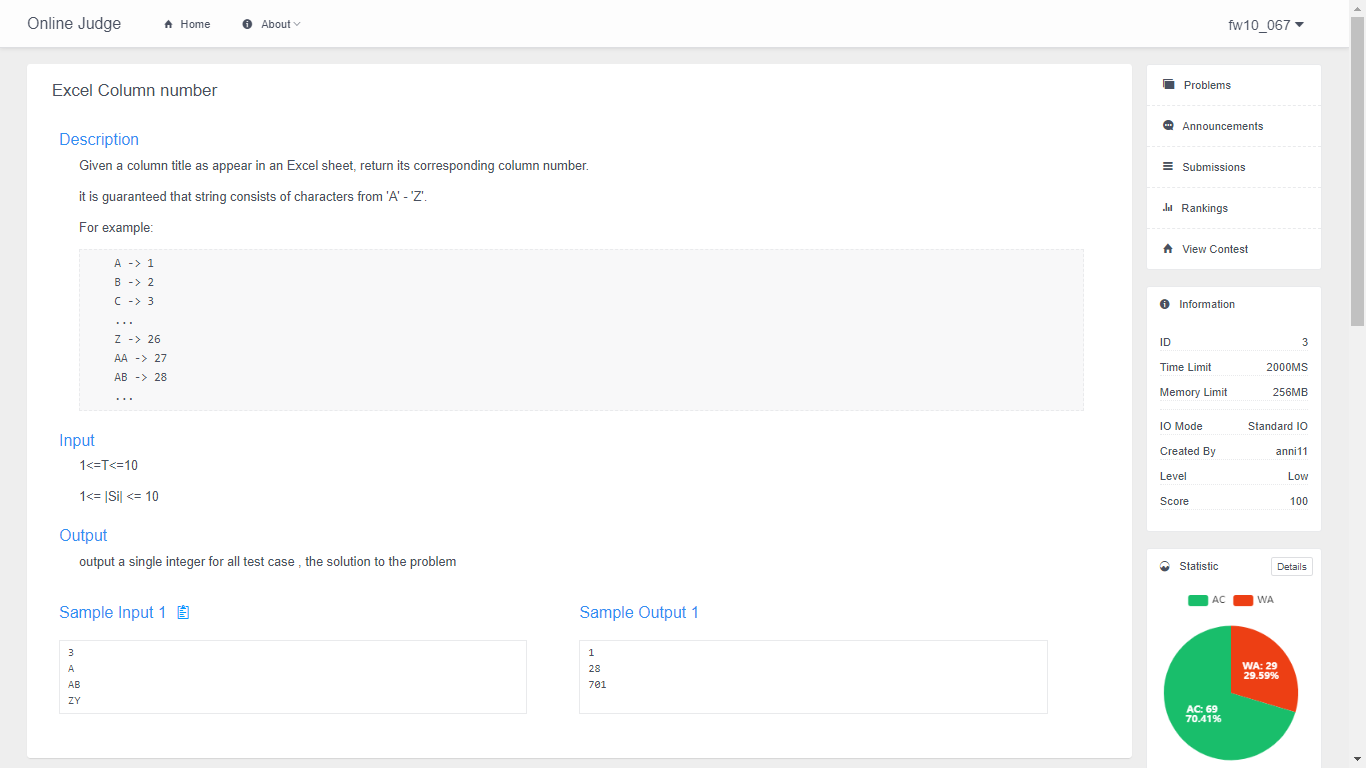 Online Judge
Home
About
fw10_067
Excel Column number
Description
Given a column title as appear in an Excel sheet, return its corresponding column number.
it is guaranteed that string consists of characters from 'A' - 'Z'.
For example:
A -> 1
B -> 2
C -> 3
...
Z -> 26
AA -> 27
AB -> 28
...
Input
1<=T<=10
1<= |Si| <= 10
Output
output a single integer for all test case , the solution to the problem
Sample Input 1
3
A
AB
ZY
Sample Output 1
1
28
701
Problems
Announcements
Submissions
Rankings
View Contest
Information
ID 3
Time Limit 2000MS
Memory Limit 256MB
IO Mode Standard IO
Created By anni11
Level Low
Score 100
Statistic Details
AC WA
WA: 29
29.59%
AC: 69
70.41%